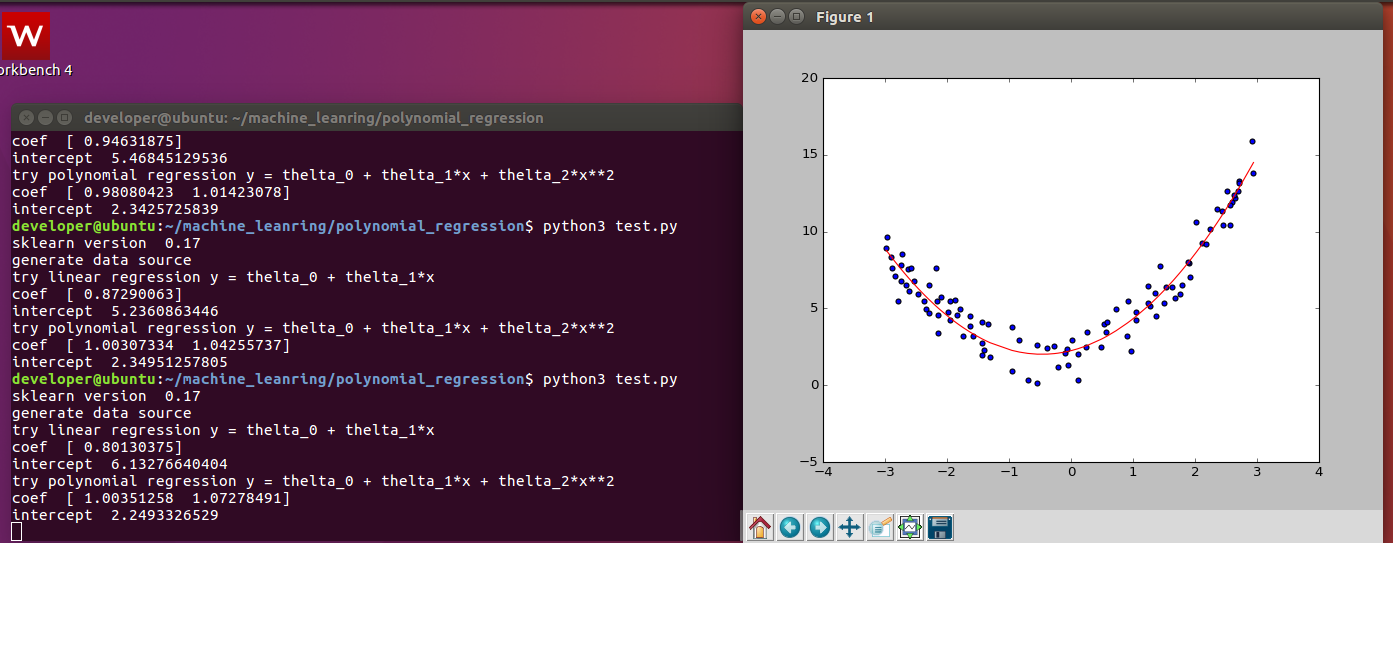 W
orkbench 4
developer@ubuntu: ~/machine_leanring/polynomial_regression
coef  [ 0.94631875]
intercept  5.46845129536
try polynomial regression y = thelta_0 + thelta_1*x + thelta_2*x**2
coef  [ 0.98080423  1.01423078]
intercept  2.3425725839
developer@ubuntu:~/machine_leanring/polynomial_regression$ python3 test.py
sklearn version  0.17
generate data source
try linear regression y = thelta_0 + thelta_1*x
coef  [ 0.87290063]
intercept  5.2360863446
try polynomial regression y = thelta_0 + thelta_1*x + thelta_2*x**2
coef  [ 1.00307334  1.04255737]
intercept  2.34951257805
developer@ubuntu:~/machine_leanring/polynomial_regression$ python3 test.py
sklearn version  0.17
generate data source
try linear regression y = thelta_0 + thelta_1*x
coef  [ 0.80130375]
intercept  6.13276640404
try polynomial regression y = thelta_0 + thelta_1*x + thelta_2*x**2
coef  [ 1.00351258  1.07278491]
intercept  2.2493326529
Figure 1
20
15
10
5
0
−5
−4 −3 −2 −1 0 1 2 3 4